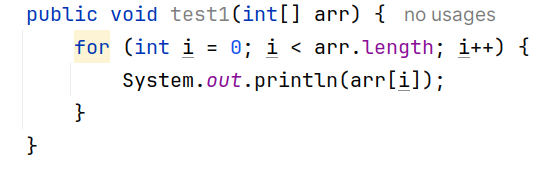 public void test1(int[] arr) { no usages
    for (int i = 0; i < arr.length; i++) {
        System.out.println(arr[i]);
    }
}